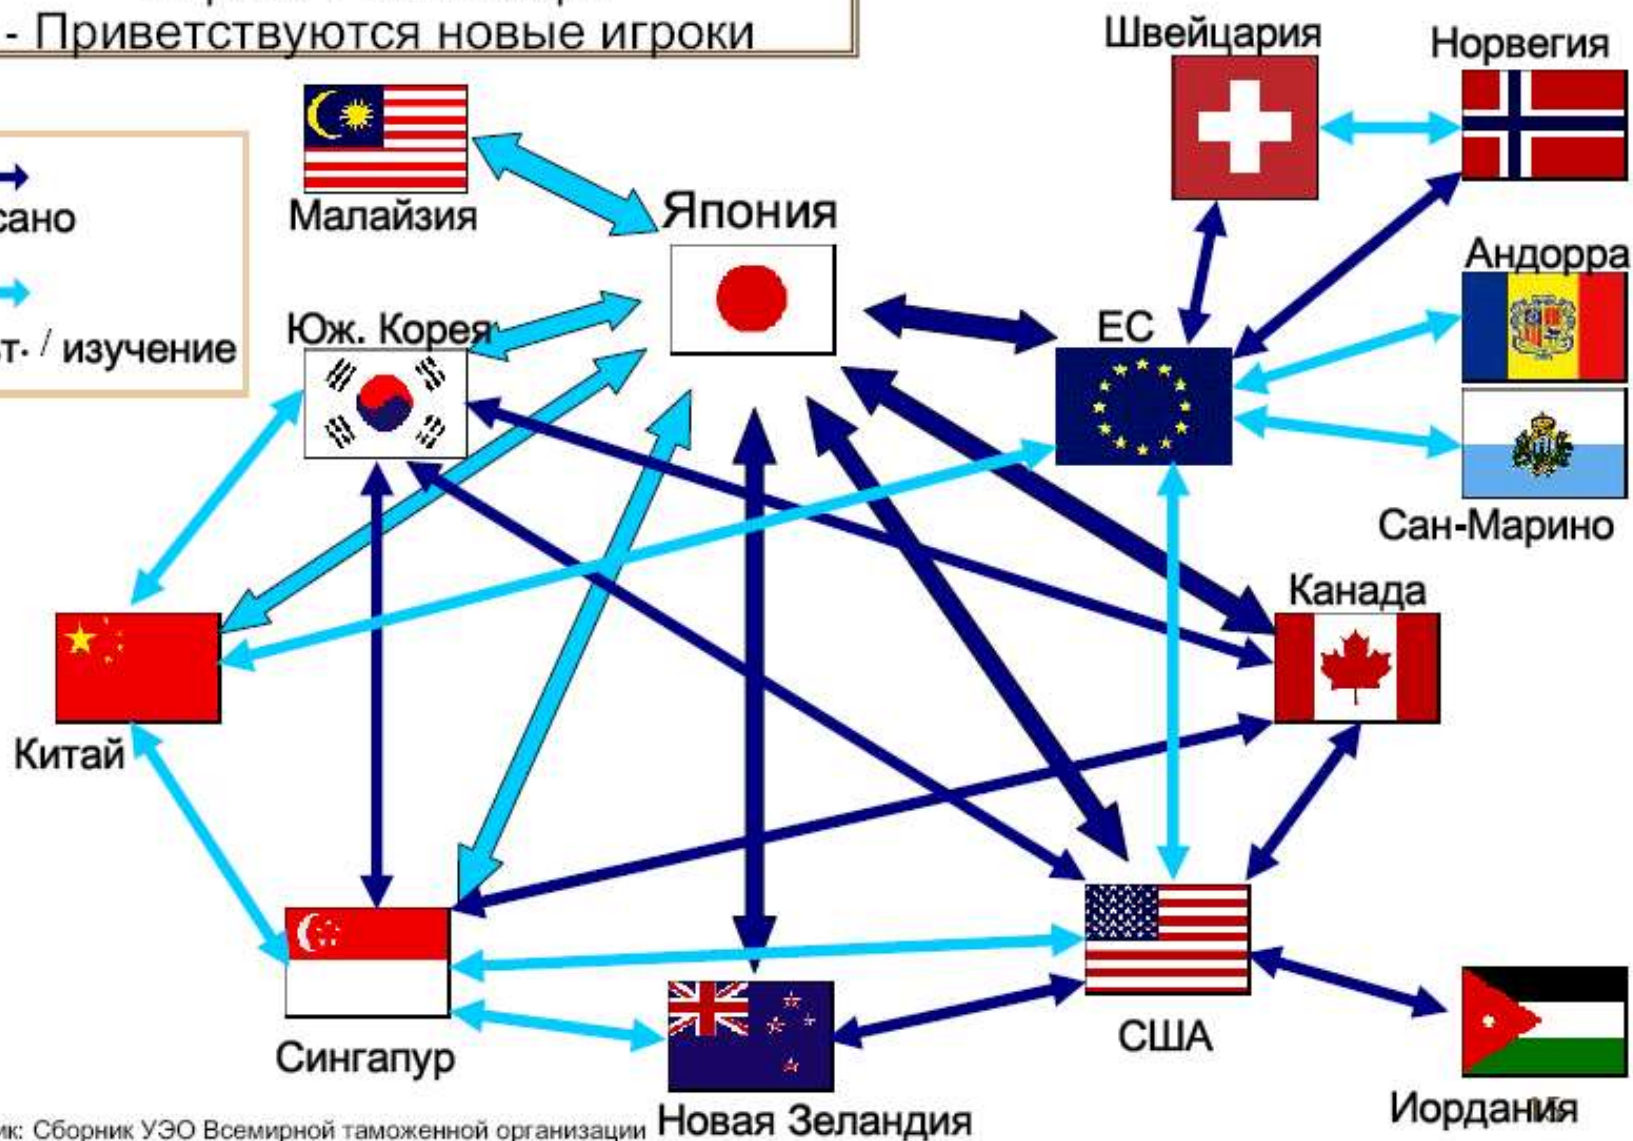 - Приветствуются новые игроки
Швейцария
Норвегия
Малайзия
Япония
Андорра
Юж. Корея
ЕС
/ изучение
Сан-Марино
Канада
Китай
Сингапур
США
Новая Зеландия
Иордания
15
Сборник УЭО Всемирной таможенной организации